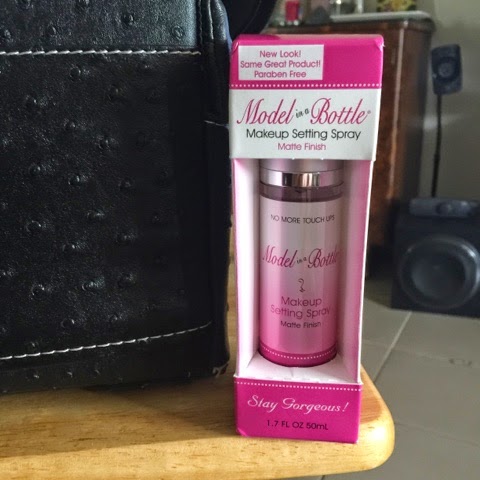 New Look!
Same Great Product!
Paraben Free
Model in a Bottle™
Makeup Setting Spray
Matte Finish
NO MORE TOUCH UPS
Model in a Bottle
Makeup
Setting Spray
Matte Finish
Stay Gorgeous!
1.7 FL OZ 50mL